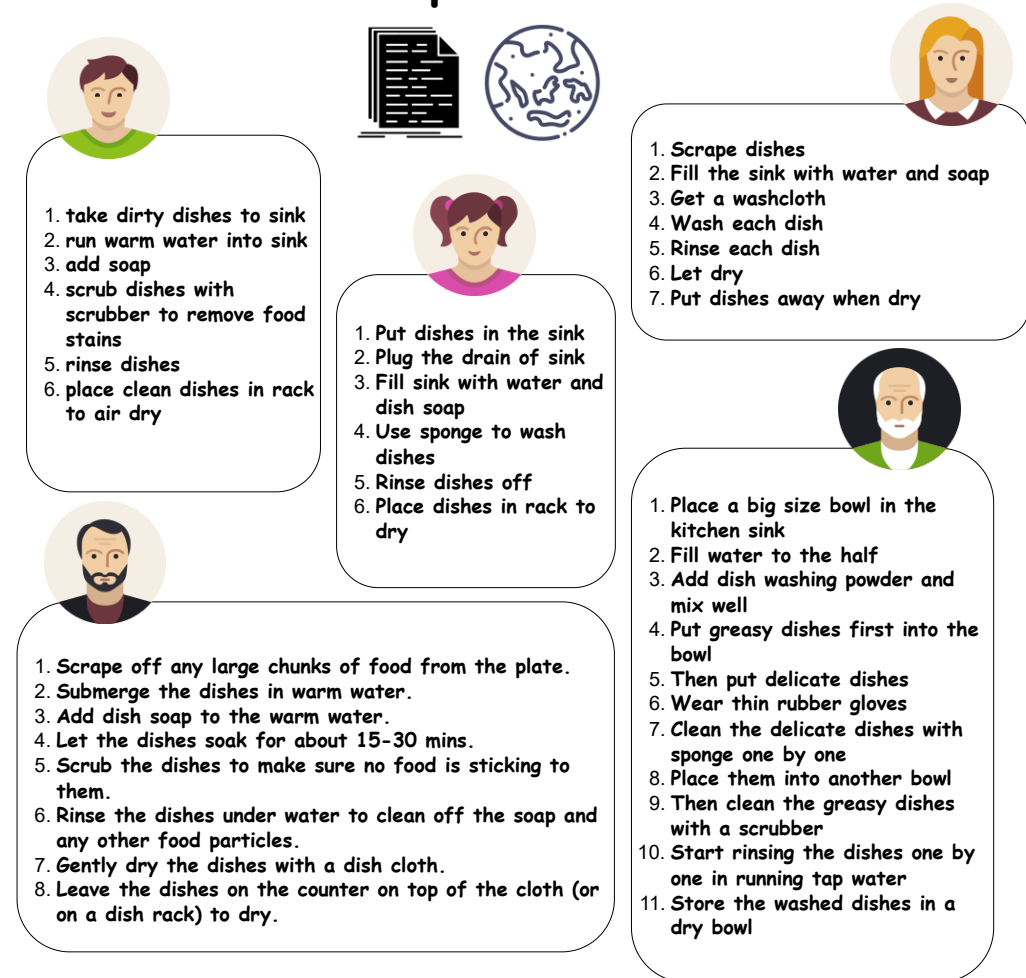 1. take dirty dishes to sink
2. run warm water into sink
3. add soap
4. scrub dishes with
scrubber to remove food
stains
5. rinse dishes
6. place clean dishes in rack
to air dry
1. Put dishes in the sink
2. Plug the drain of sink
3. Fill sink with water and
dish soap
4. Use sponge to wash
dishes
5. Rinse dishes off
6. Place dishes in rack to
dry
1. Scrape dishes
2. Fill the sink with water and soap
3. Get a washcloth
4. Wash each dish
5. Rinse each dish
6. Let dry
7. Put dishes away when dry
1. Scrape off any large chunks of food from the plate.
2. Submerge the dishes in warm water.
3. Add dish soap to the warm water.
4. Let the dishes soak for about 15-30 mins.
5. Scrub the dishes to make sure no food is sticking to
them.
6. Rinse the dishes under water to clean off the soap and
any other food particles.
7. Gently dry the dishes with a dish cloth.
8. Leave the dishes on the counter on top of the cloth (or
on a dish rack) to dry.
1. Place a big size bowl in the
kitchen sink
2. Fill water to the half
3. Add dish washing powder and
mix well
4. Put greasy dishes first into the
bowl
5. Then put delicate dishes
6. Wear thin rubber gloves
7. Clean the delicate dishes with
sponge one by one
8. Place them into another bowl
9. Then clean the greasy dishes
with a scrubber
10. Start rinsing the dishes one by
one in running tap water
11. Store the washed dishes in a
dry bowl